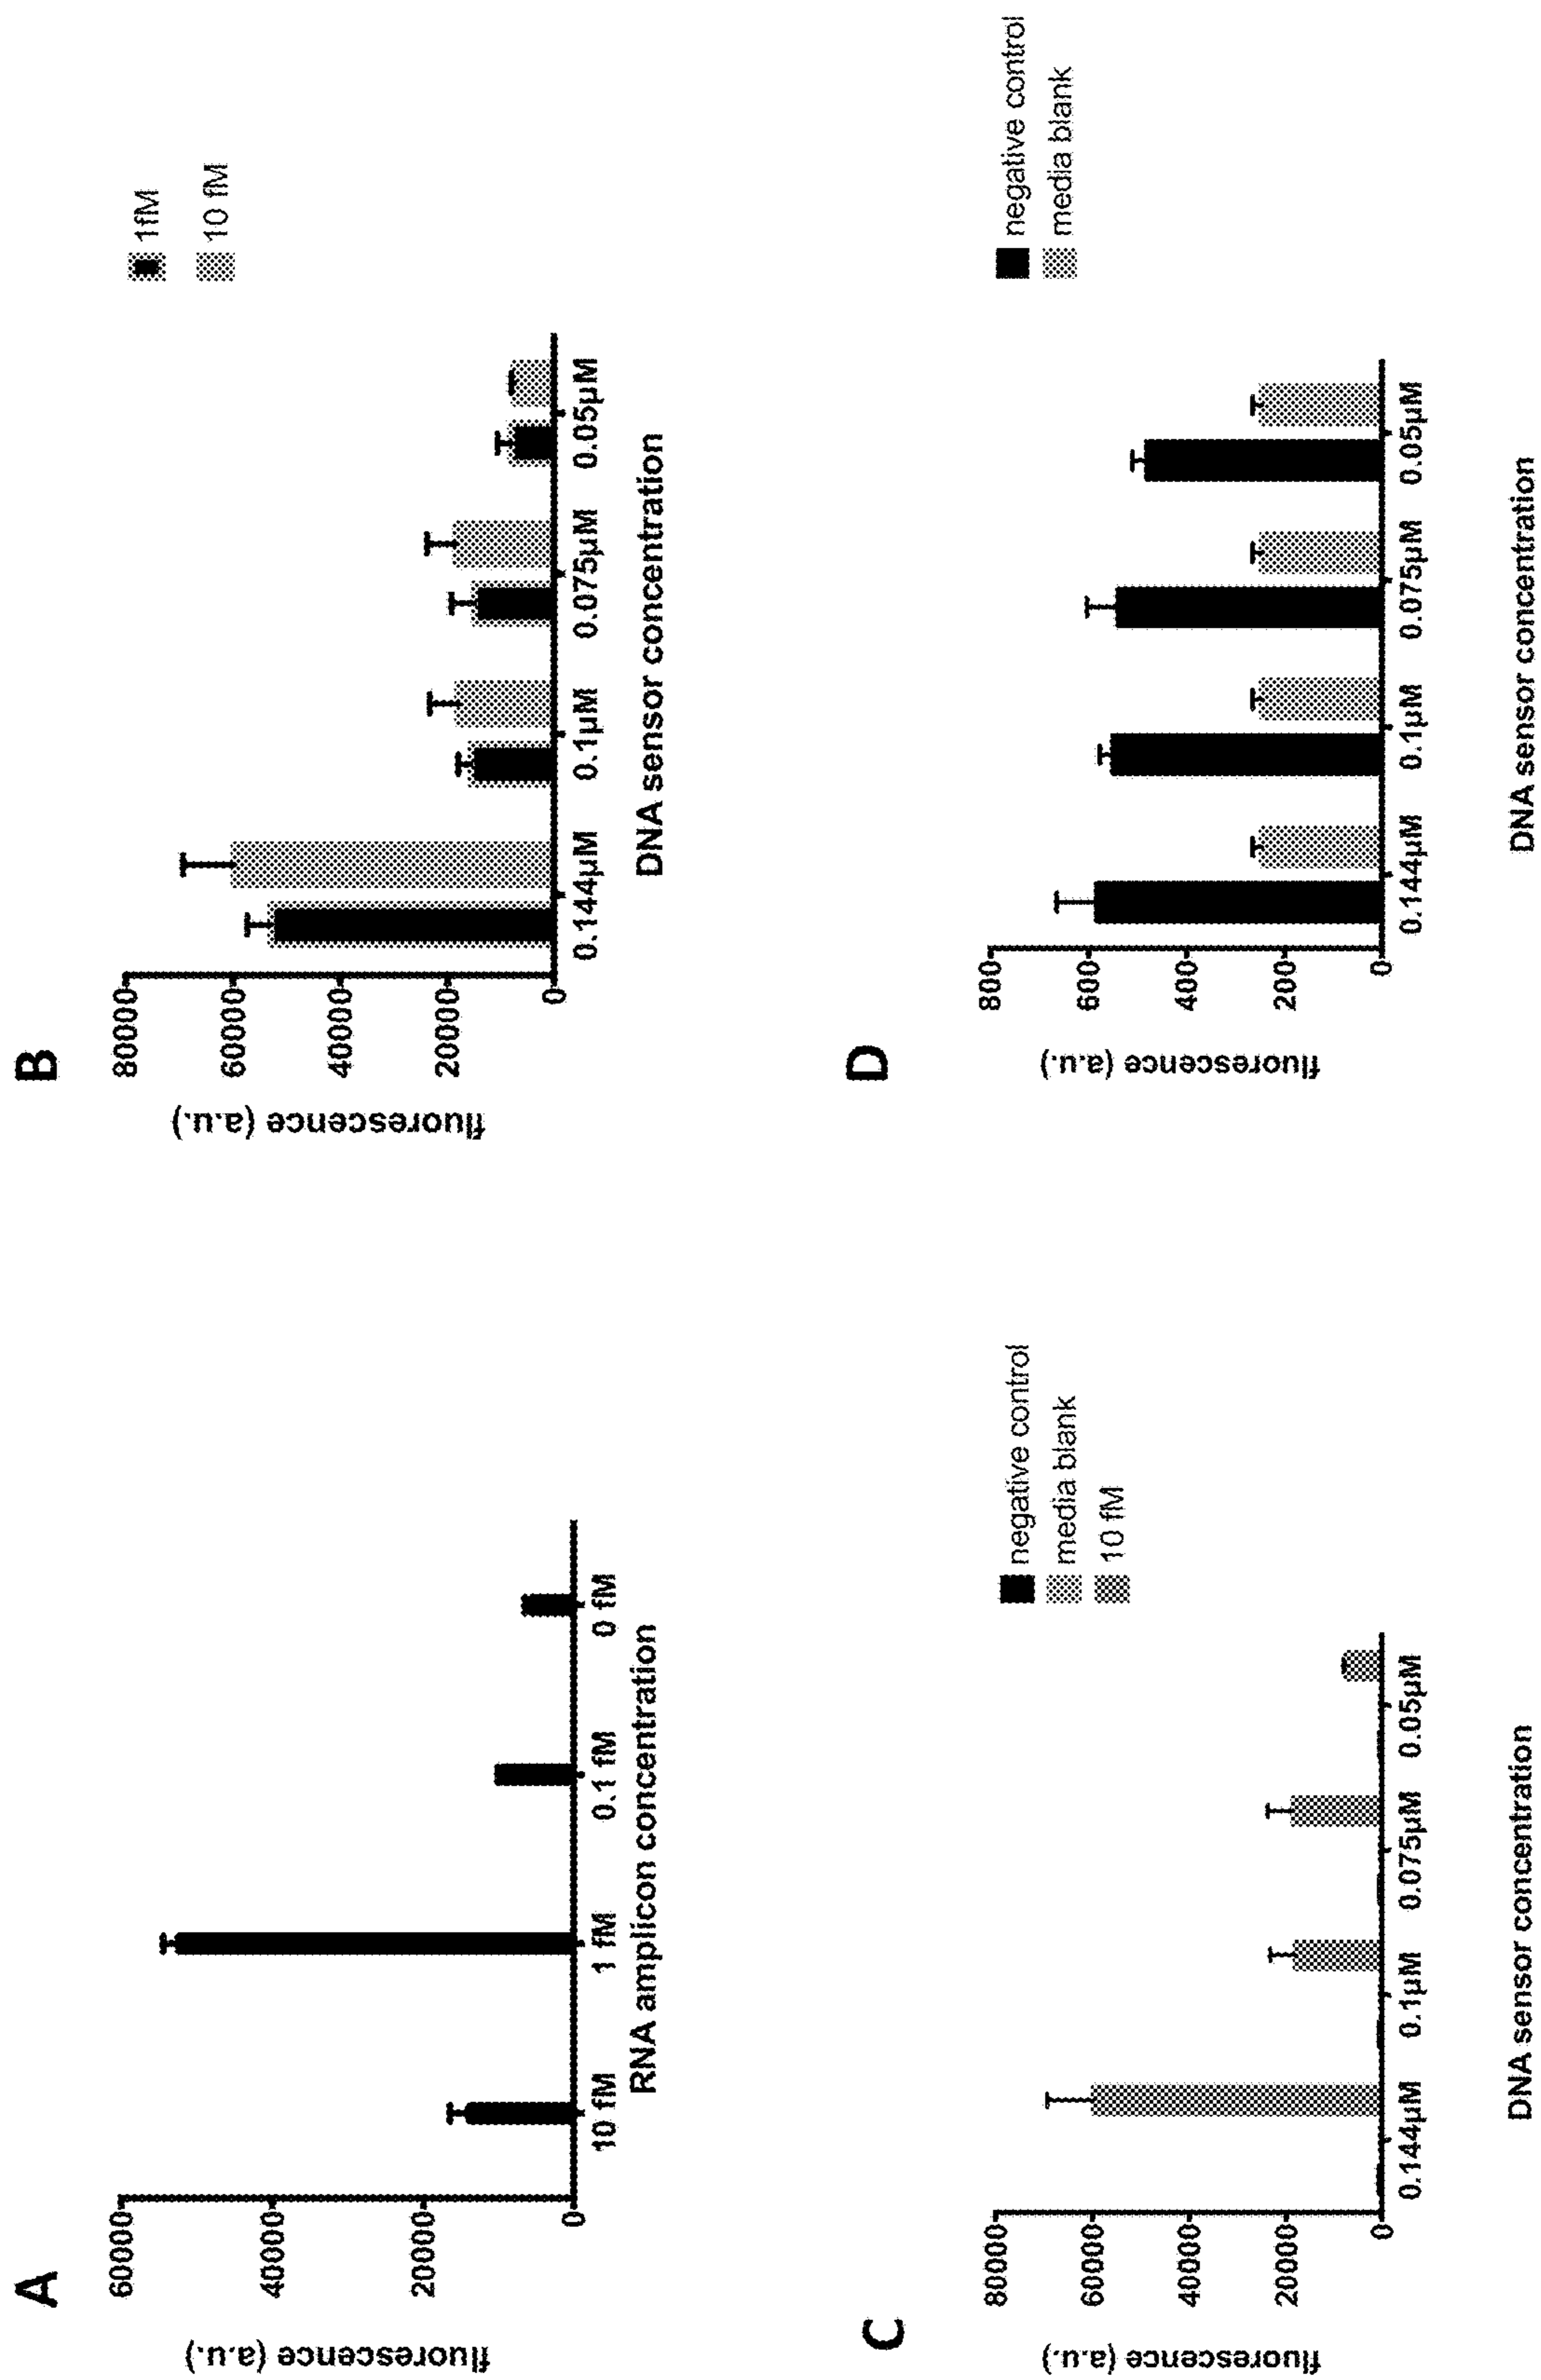 A
fluorescence (a.u.)
60000
40000
20000
0
10 fM
1 fM
0.1 fM
0 fM
RNA amplicon concentration
B
fluorescence (a.u.)
80000
60000
40000
20000
0
0.144µM
0.1µM
0.075µM
0.05µM
DNA sensor concentration
1fM
10 fM
C
fluorescence (a.u.)
80000
60000
40000
20000
0
0.144µM
0.1µM
0.075µM
0.05µM
DNA sensor concentration
negative control
media blank
10 fM
D
fluorescence (a.u.)
800
600
400
200
0
0.144µM
0.1µM
0.075µM
0.05µM
DNA sensor concentration
negative control
media blank